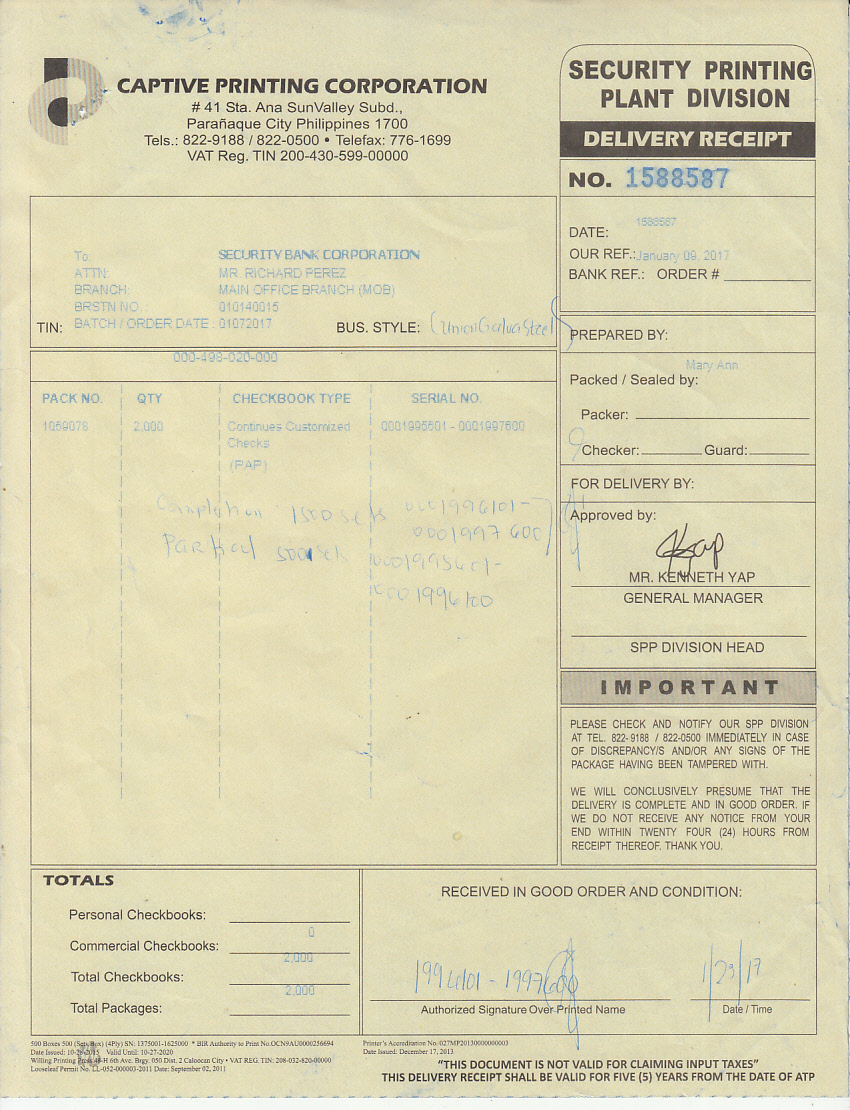 CAPTIVE PRINTING CORPORATION
# 41 Sta. Ana SunValley Subd.,
Parañaque City Philippines 1700
Tels.: 822-9188 / 822-0500 • Telefax: 776-1699
VAT Reg. TIN 200-430-599-00000
SECURITY PRINTING
PLANT DIVISION
DELIVERY RECEIPT
NO. 1588587
1588587
DATE:
OUR REF.: January 09, 2017
BANK REF.: ORDER #
To: SECURITY BANK CORPORATION
ATTN: MR. RICHARD PEREZ
BRANCH: MAIN OFFICE BRANCH (MOB)
BRSTN NO.: 010140015
TIN: BATCH / ORDER DATE : 01072017 BUS. STYLE: (Union Galva Steel)
000-498-020-000
PACK NO. QTY CHECKBOOK TYPE SERIAL NO.
1059078 2,000 Continues Customized 0001995601 - 0001997600
Checks
(PAP)
Completion 1500 sets 0001996101-
0001997600
Partial 500 sets 0001995601-
0001996100
PREPARED BY:
Mary Ann
Packed / Sealed by:
Packer:
Checker: Guard:
FOR DELIVERY BY:
Approved by:
MR. KENNETH YAP
GENERAL MANAGER
SPP DIVISION HEAD
IMPORTANT
PLEASE CHECK AND NOTIFY OUR SPP DIVISION
AT TEL. 822-9188 / 822-0500 IMMEDIATELY IN CASE
OF DISCREPANCY/S AND/OR ANY SIGNS OF THE
PACKAGE HAVING BEEN TAMPERED WITH.
WE WILL CONCLUSIVELY PRESUME THAT THE
DELIVERY IS COMPLETE AND IN GOOD ORDER. IF
WE DO NOT RECEIVE ANY NOTICE FROM YOUR
END WITHIN TWENTY FOUR (24) HOURS FROM
RECEIPT THEREOF. THANK YOU.
TOTALS
Personal Checkbooks:
0
Commercial Checkbooks:
2,000
Total Checkbooks:
2,000
Total Packages:
RECEIVED IN GOOD ORDER AND CONDITION:
1996101 - 1997600 1/23/17
Authorized Signature Over Printed Name Date / Time
500 Boxes 500 (Sets/Box) (4Ply) SN: 1375001-1625000 * BIR Authority to Print No.OCN9AU0000256694
Date Issued: 10-28-2015 Valid Until: 10-27-2020
Willing Printing Press 48-H 6th Ave. Brgy. 050 Dist. 2 Caloocan City • VAT REG TIN: 208-032-820-00000
Looseleaf Permit No. LL-052-000003-2011 Date: September 02, 2011
Printer's Accreditation No. 027MP20130000000003
Date Issued: December 17, 2013
"THIS DOCUMENT IS NOT VALID FOR CLAIMING INPUT TAXES"
THIS DELIVERY RECEIPT SHALL BE VALID FOR FIVE (5) YEARS FROM THE DATE OF ATP